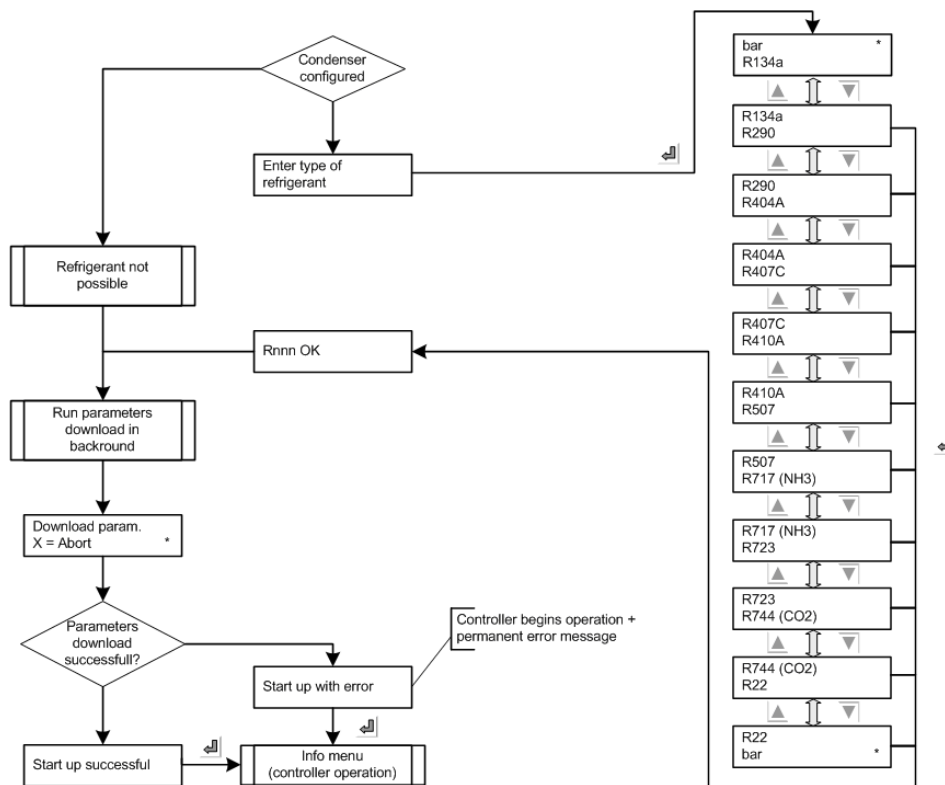 Condenser
configured
Enter type of
refrigerant
Refrigerant not
possible
Rnnn OK
Run parameters
download in
backround
Download param.
X = Abort *
Parameters
download
successfull?
Controller begins operation +
permanent error message
Start up with error
Start up successful
Info menu
(controller operation)
bar *
R134a
R134a
R290
R290
R404A
R404A
R407C
R407C
R410A
R410A
R507
R507
R717 (NH3)
R717 (NH3)
R723
R723
R744 (CO2)
R744 (CO2)
R22
R22
bar *